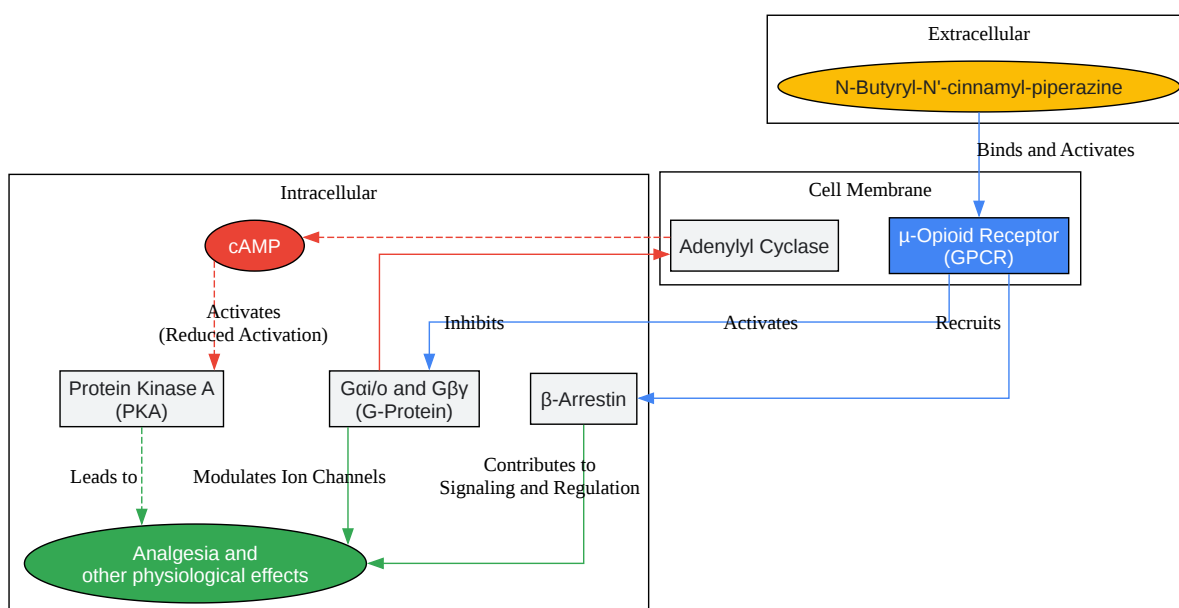 Extracellular
N-Butyryl-N'-cinnamyl-piperazine
Binds and Activates
Intracellular
Cell Membrane
cAMP
Adenylyl Cyclase
μ-Opioid Receptor
(GPCR)
Activates
(Reduced Activation)
Inhibits
Activates
Recruits
Protein Kinase A
(PKA)
Gαi/o and Gβγ
(G-Protein)
β-Arrestin
Leads to
Modulates Ion Channels
Contributes to
Signaling and Regulation
Analgesia and
other physiological effects